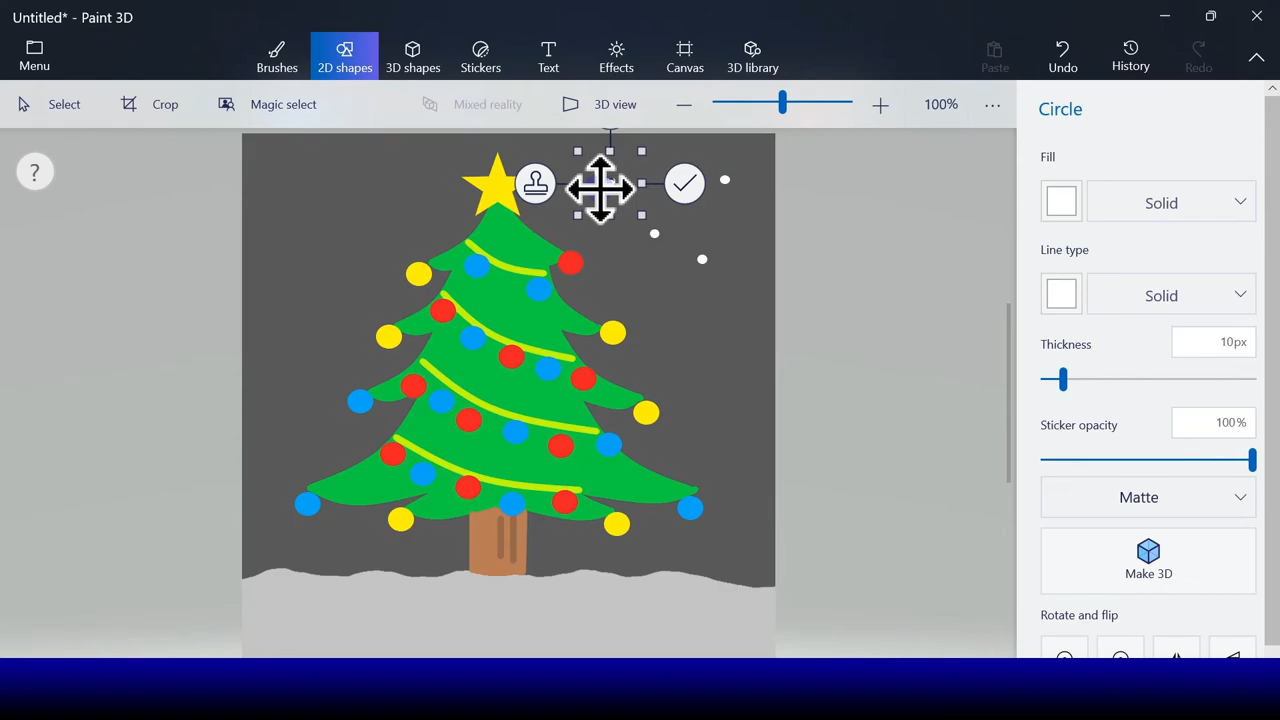 Untitled* - Paint 3D
Menu
Brushes
2D shapes
3D shapes
Stickers
Text
Effects
Canvas
3D library
Paste
Undo
History
Redo
Select
Crop
Magic select
Mixed reality
3D view
100%
?
Circle
Fill
Solid
Line type
Solid
Thickness
10px
Sticker opacity
100%
Matte
Make 3D
Rotate and flip